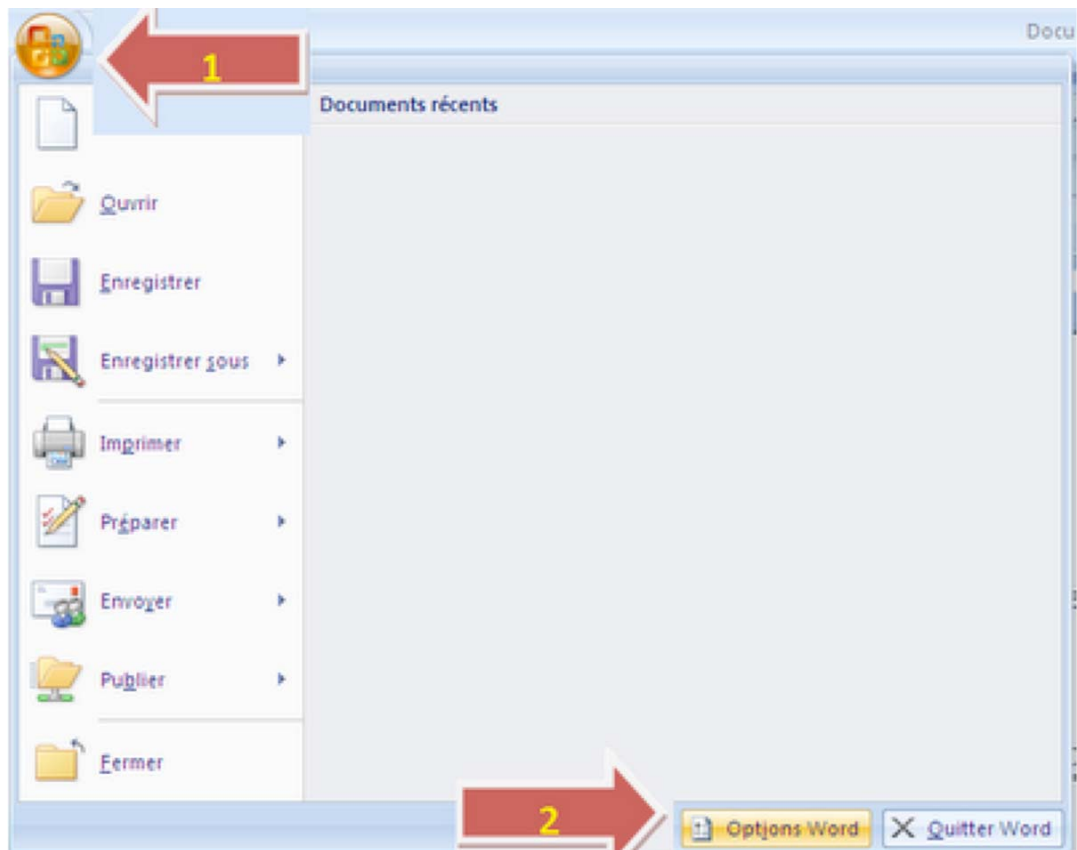 Docu
1
Documents récents
Ouvrir
Enregistrer
Enregistrer sous
Imprimer
Préparer
Envoyer
Publier
Fermer
2
Options Word
Quitter Word